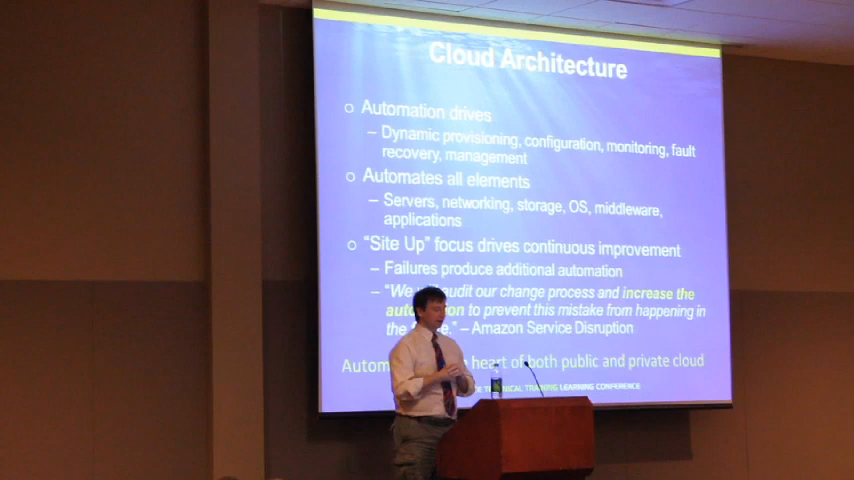 Cloud Architecture
o Automation drives
– Dynamic provisioning, configuration, monitoring, fault
recovery, management
o Automates all elements
– Servers, networking, storage, OS, middleware,
applications
o "Site Up" focus drives continuous improvement
– Failures produce additional automation
– "We audit our change process and increase the
to prevent this mistake from happening in
the " – Amazon Service Disruption
heart of both public and private cloud
TECHNICAL TRAINING LEARNING CONFERENCE